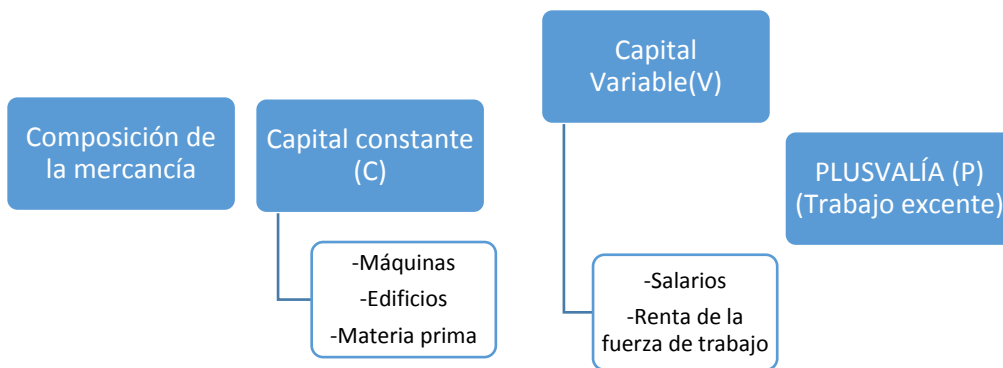 Composición de
la mercancía
Capital constante
(C)
-Máquinas
-Edificios
-Materia prima
Capital
Variable(V)
-Salarios
-Renta de la
fuerza de trabajo
PLUSVALÍA (P)
(Trabajo excente)